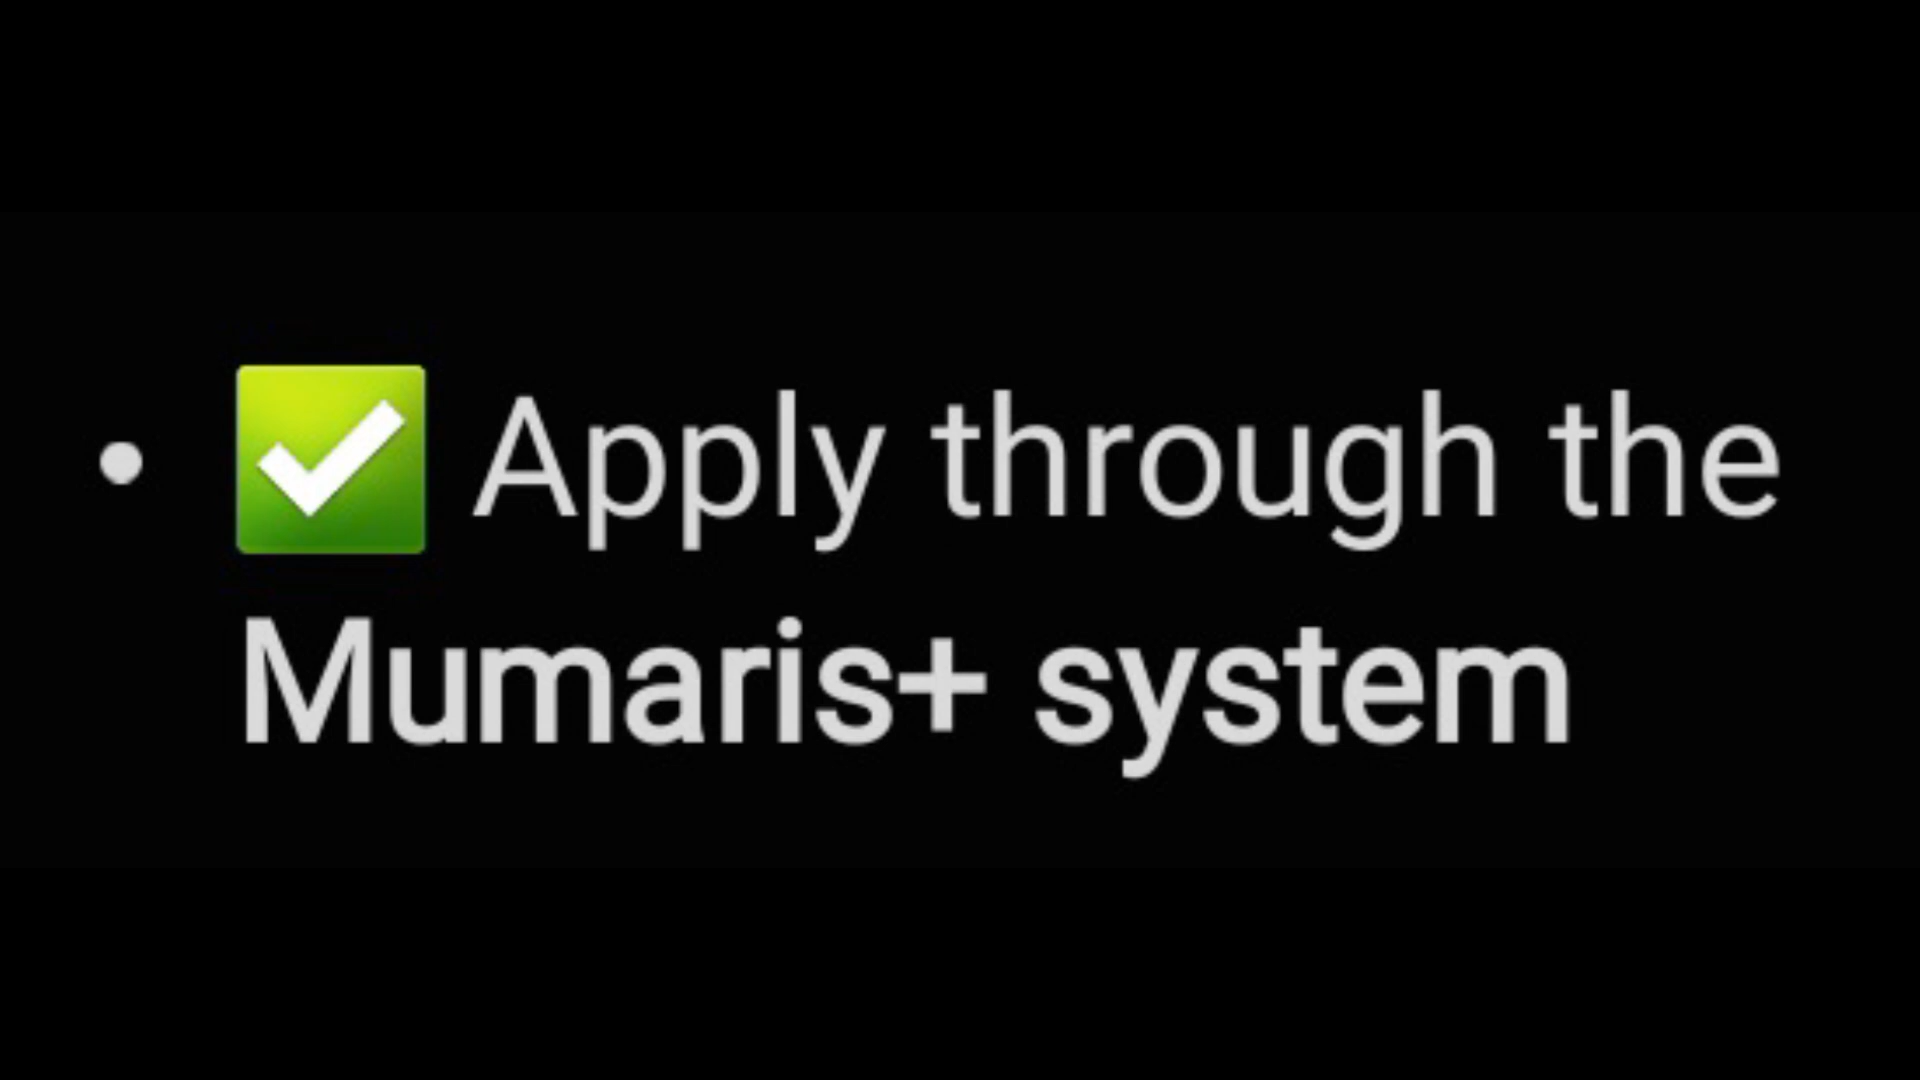 • ✅ Apply through the
Mumaris+ system